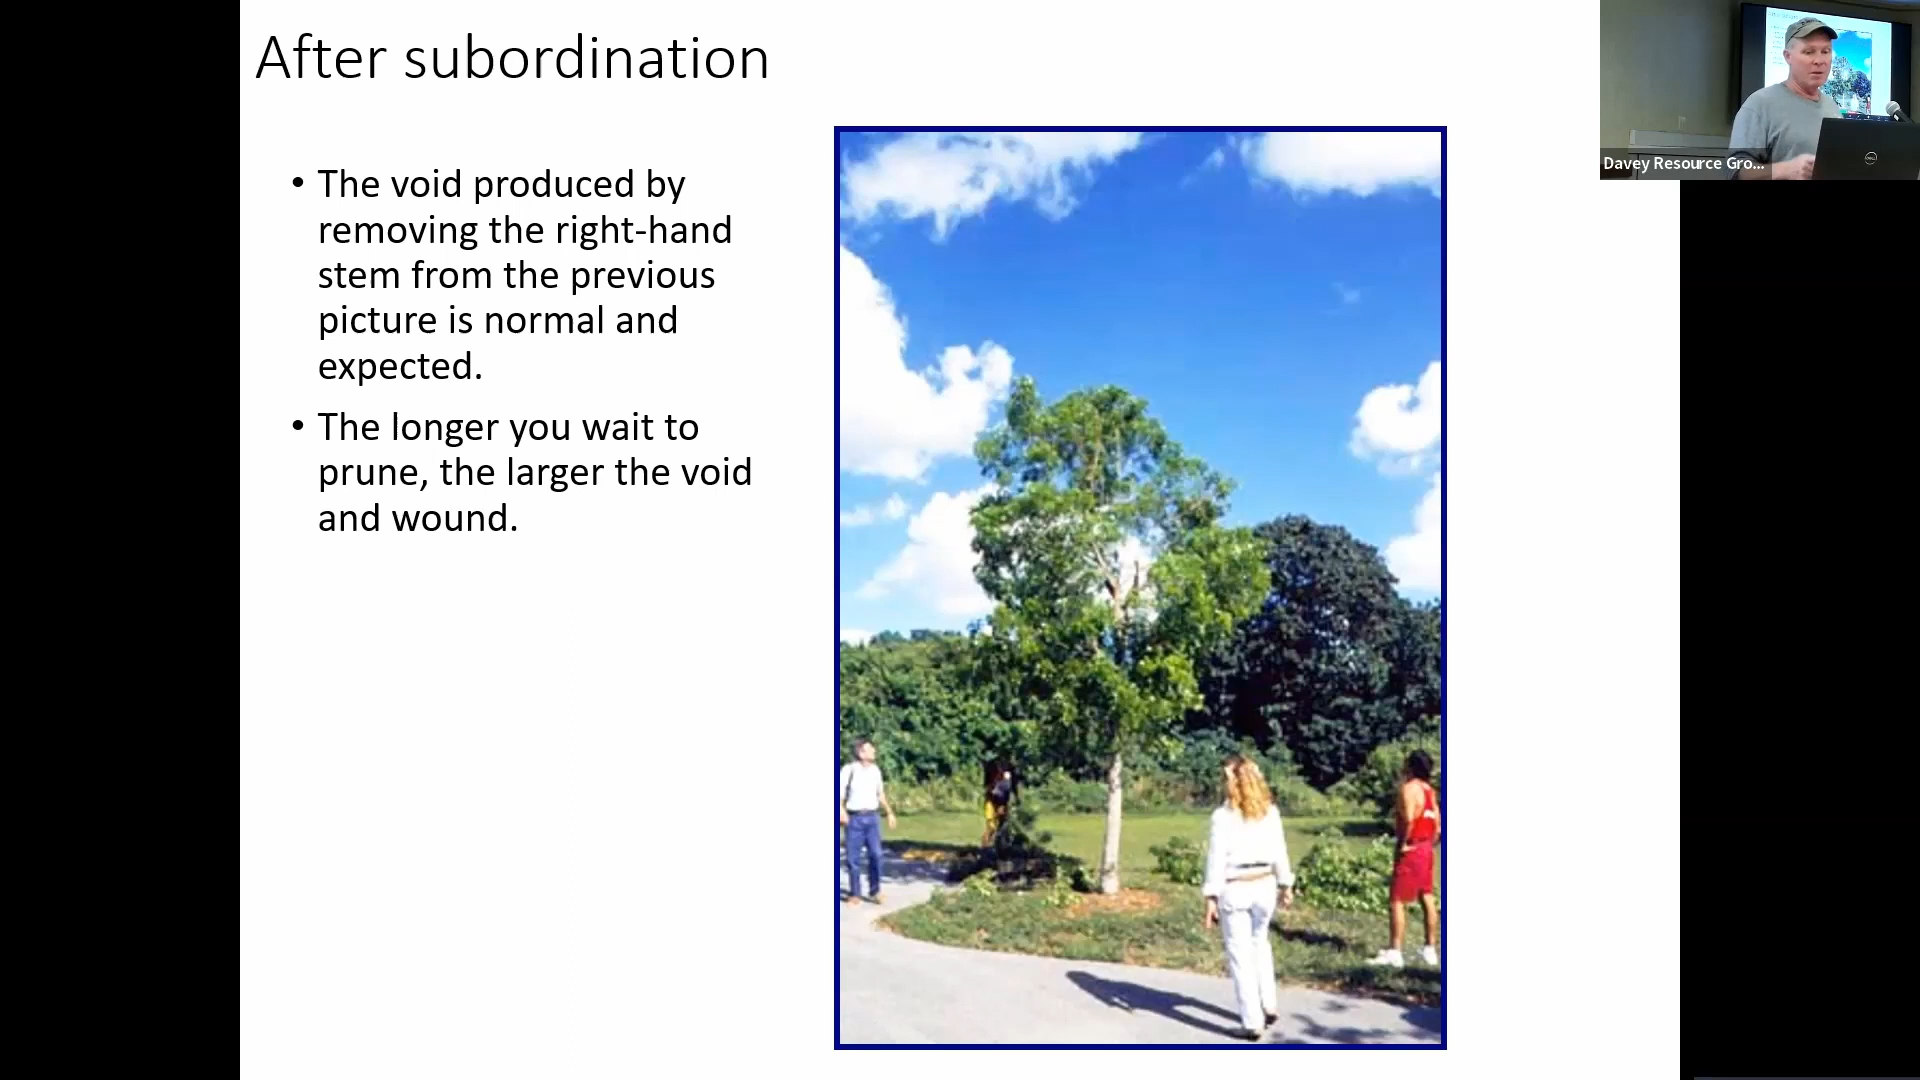 After subordination
• The void produced by
removing the right-hand
stem from the previous
picture is normal and
expected.
• The longer you wait to
prune, the larger the void
and wound.
Davey Resource Gro...